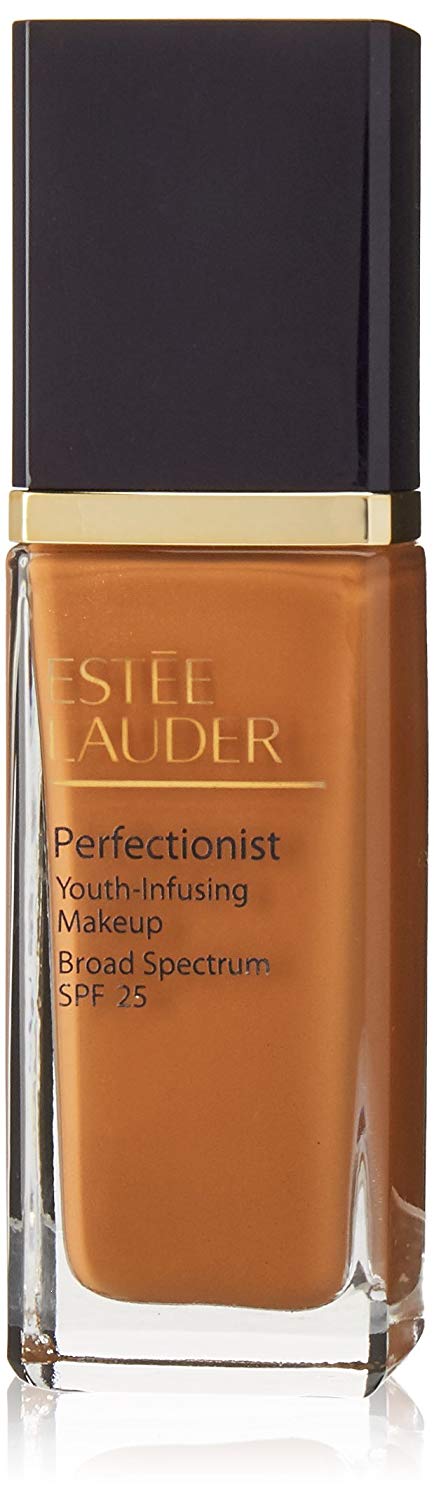 ESTĒE
LAUDER
Perfectionist
Youth-Infusing
Makeup
Broad Spectrum
SPF 25